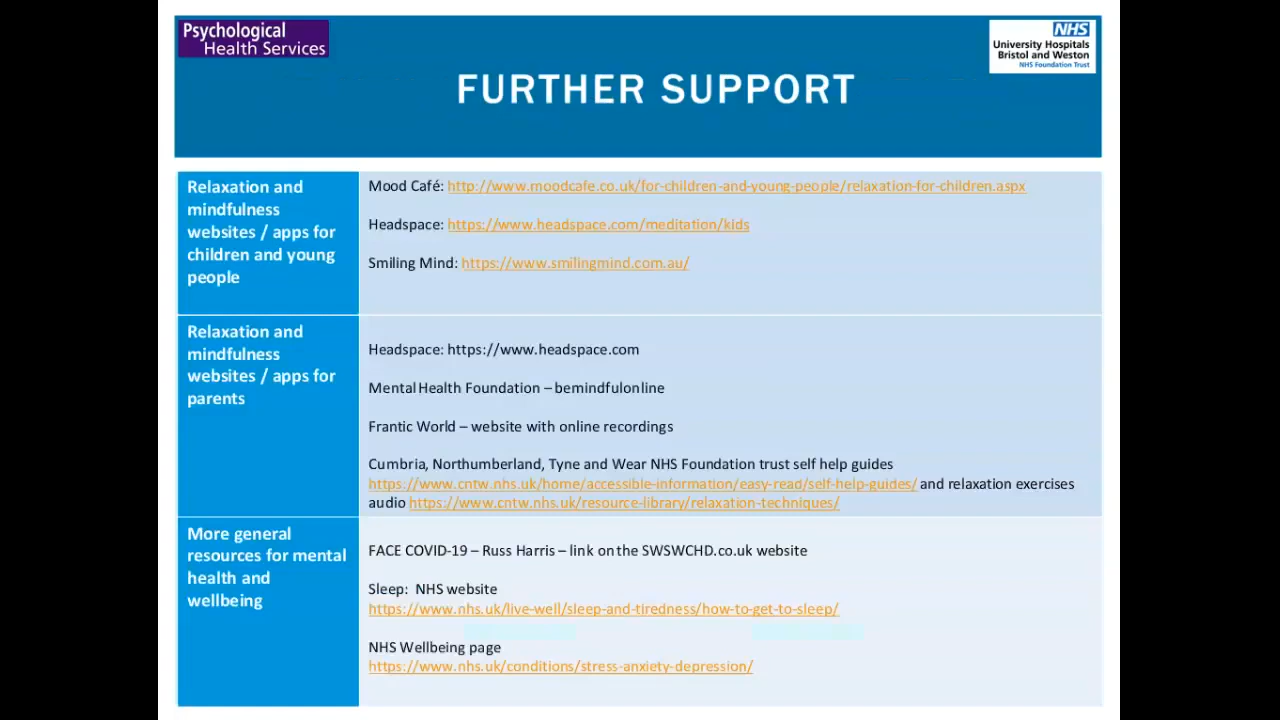 Psychological
Health Services
NHS
University Hospitals
Bristol and Weston
NHS Foundation Trust
FURTHER SUPPORT
Relaxation and
mindfulness
websites / apps for
children and young
people
Mood Café: http://www.moodcafe.co.uk/for-children-and-young-people/relaxation-for-children.aspx
Headspace: https://www.headspace.com/meditation/kids
Smiling Mind: https://www.smilingmind.com.au/
Relaxation and
mindfulness
websites / apps for
parents
Headspace: https://www.headspace.com
Mental Health Foundation – bemindfulonline
Frantic World – website with online recordings
Cumbria, Northumberland, Tyne and Wear NHS Foundation trust self help guides
https://www.cntw.nhs.uk/home/accessible-information/easy-read/self-help-guides/ and relaxation exercises
audio https://www.cntw.nhs.uk/resource-library/relaxation-techniques/
More general
resources for mental
health and
wellbeing
FACE COVID-19 – Russ Harris – link on the SWSWCHD.co.uk website
Sleep: NHS website
https://www.nhs.uk/live-well/sleep-and-tiredness/how-to-get-to-sleep/
NHS Wellbeing page
https://www.nhs.uk/conditions/stress-anxiety-depression/